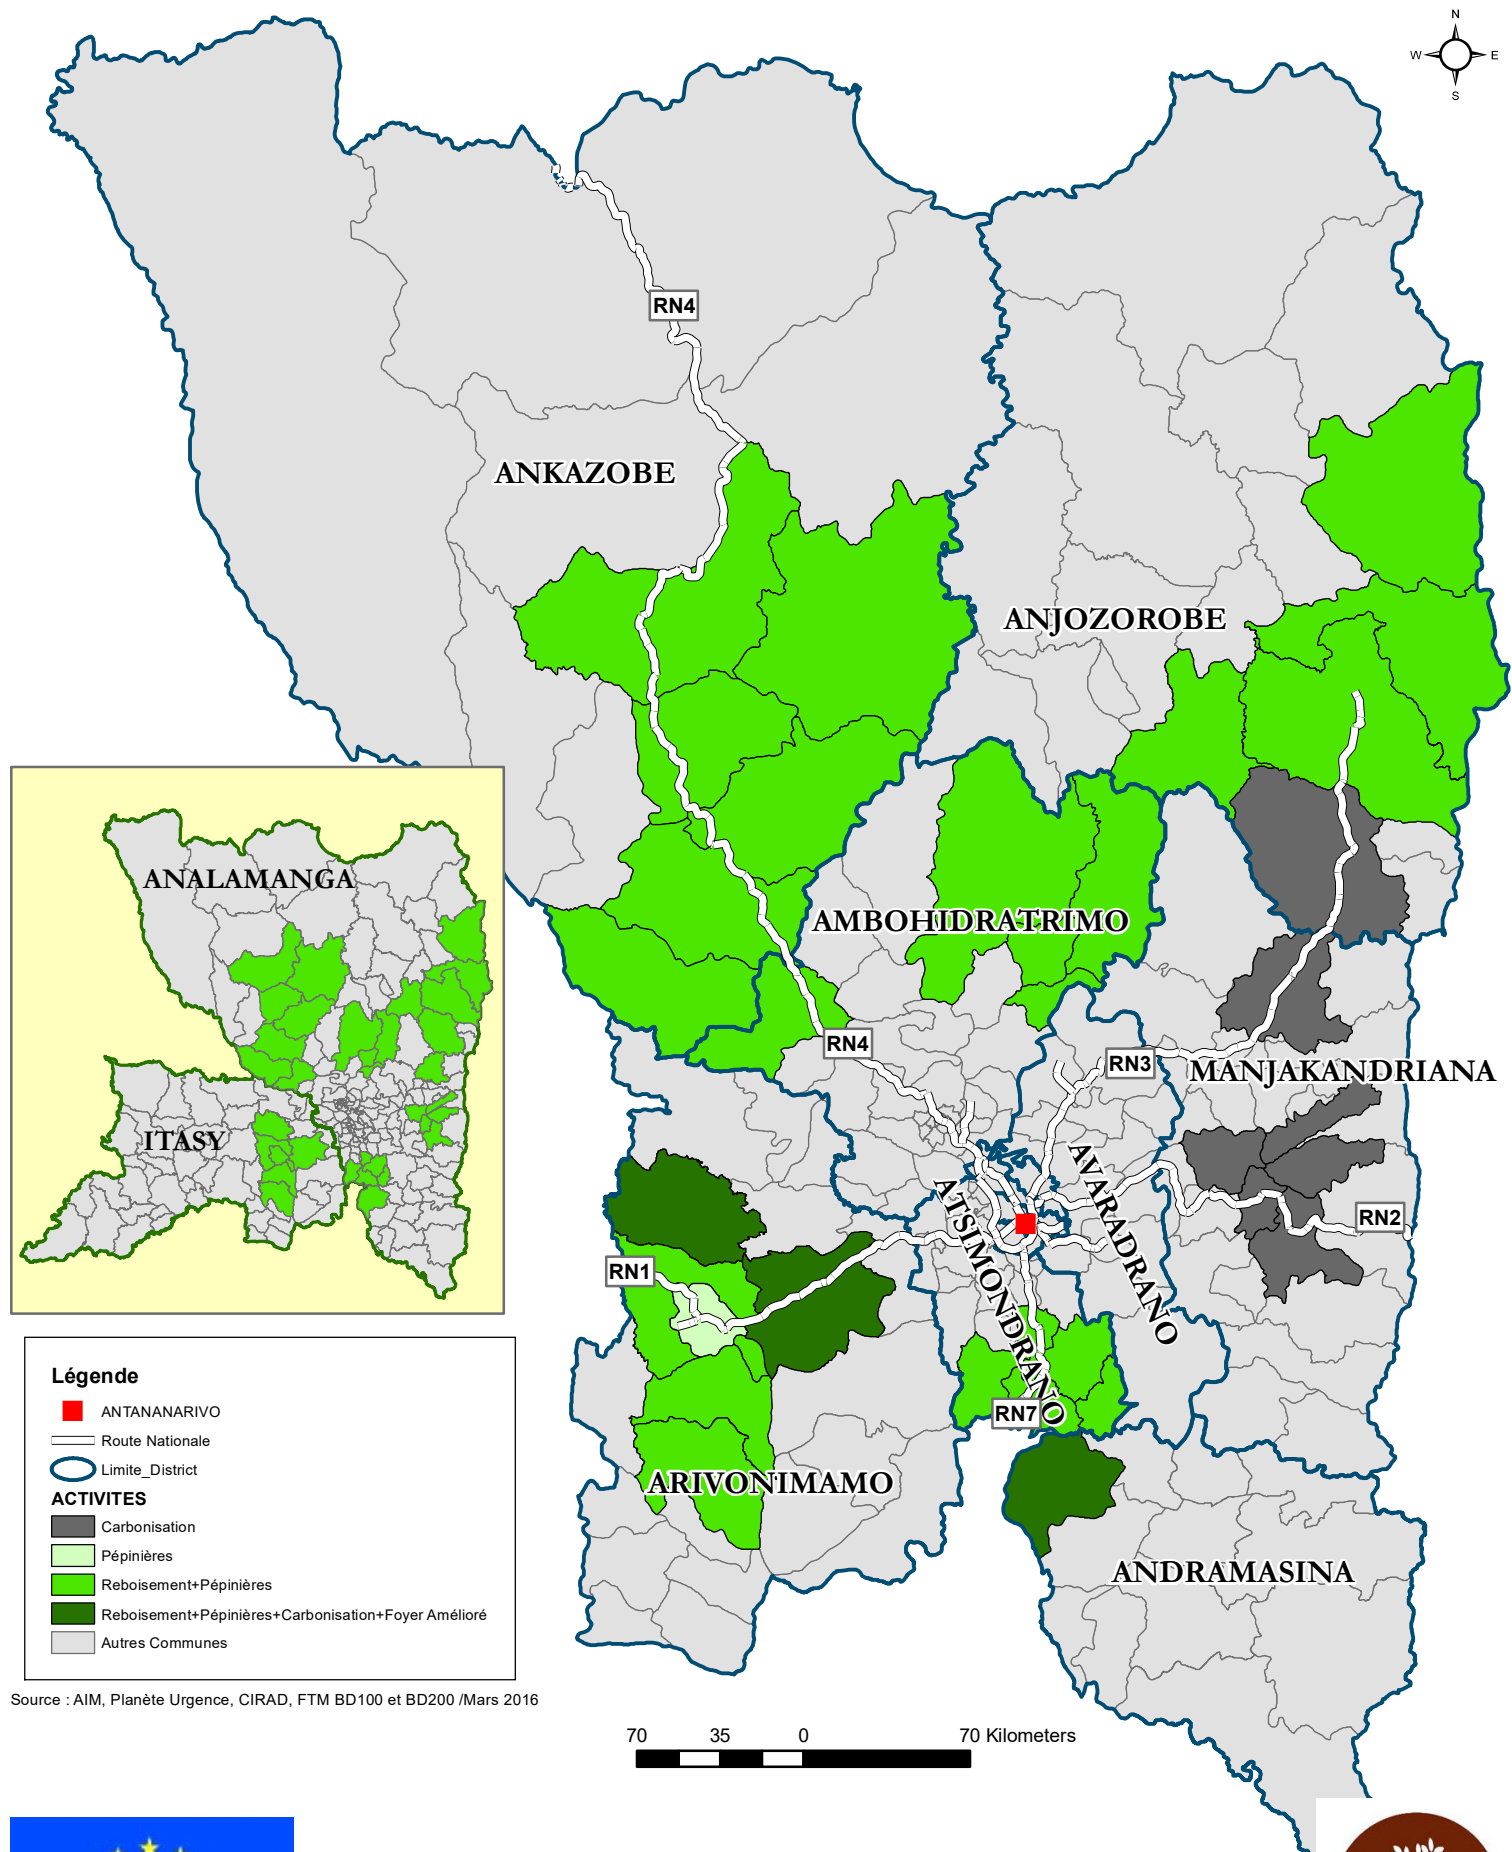 N
W E
S
RN4
ANKAZOBE
ANJOZOROBE
AMBOHIDRATRIMO
RN4
RN3
MANJAKANDRIANA
AVARADRANO
ATSIMONDRANO
RN2
RN1
RN7
ARIVONIMAMO
ANDRAMASINA
ANALAMANGA
ITASY
Légende
ANTANANARIVO
Route Nationale
Limite_District
ACTIVITES
Carbonisation
Pépinières
Reboisement+Pépinières
Reboisement+Pépinières+Carbonisation+Foyer Amélioré
Autres Communes
Source : AIM, Planète Urgence, CIRAD, FTM BD100 et BD200 /Mars 2016
70 35 0 70 Kilometers